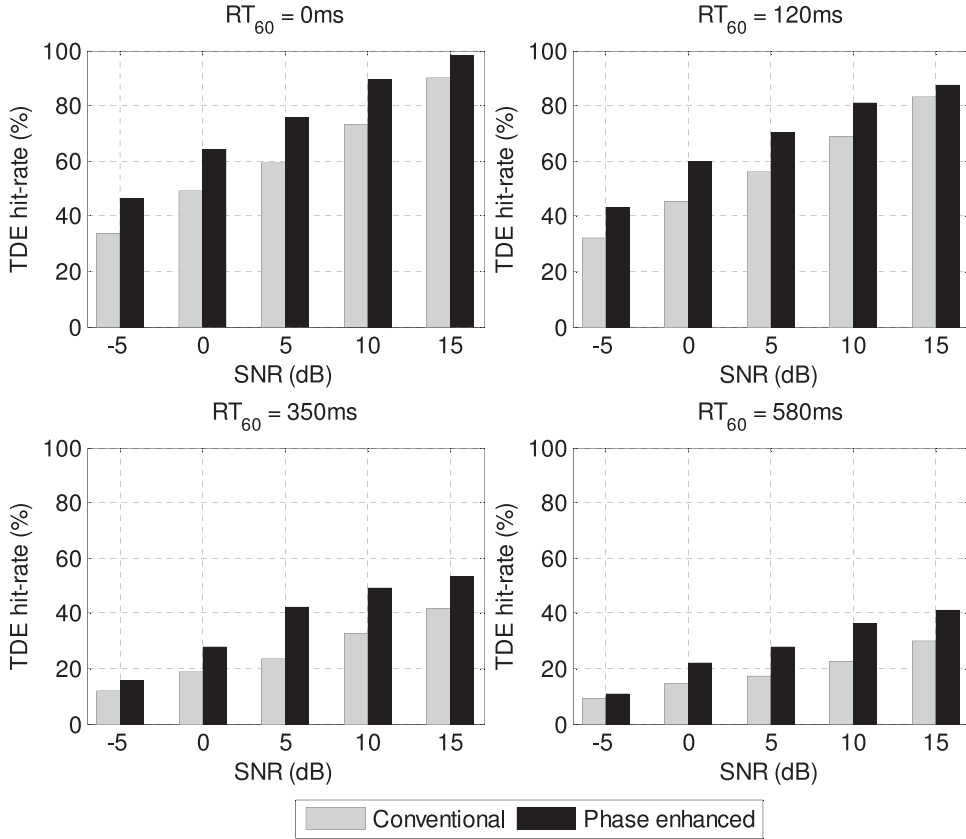 RT60 = 0ms
100
80
60
40
20
0
TDE hit-rate (%)
-5 0 5 10 15
SNR (dB)
RT60 = 120ms
100
80
60
40
20
0
TDE hit-rate (%)
-5 0 5 10 15
SNR (dB)
RT60 = 350ms
100
80
60
40
20
0
TDE hit-rate (%)
-5 0 5 10 15
SNR (dB)
RT60 = 580ms
100
80
60
40
20
0
TDE hit-rate (%)
-5 0 5 10 15
SNR (dB)
Conventional Phase enhanced